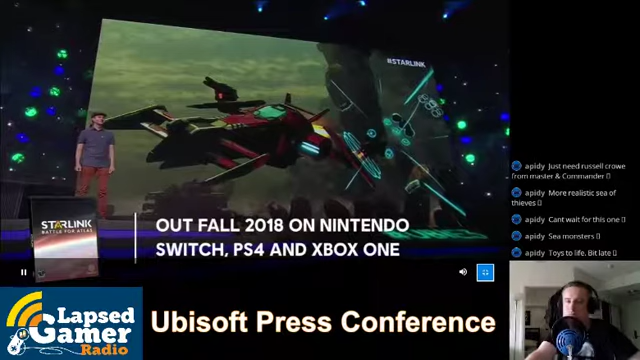 #STARLINK
STARLINK
BATTLE FOR ATLAS
OUT FALL 2018 ON NINTENDO
SWITCH, PS4 AND XBOX ONE
apidy Just need russell crowe
from master & Commander
apidy More realistic sea of
thieves
apidy Cant wait for this one
apidy Sea monsters
apidy Toys to life. Bit late
Lapsed
Gamer
Radio
Ubisoft Press Conference